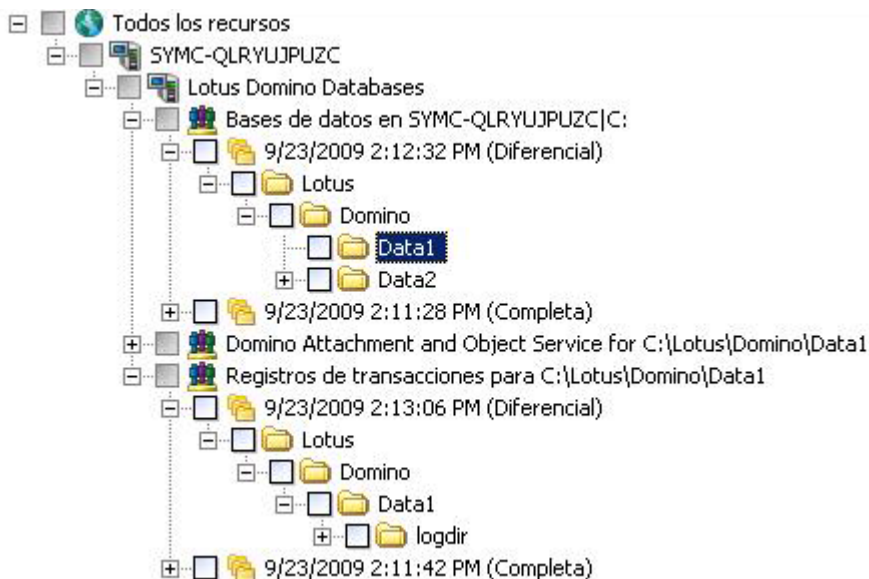 Todos los recursos
SYMC-QLRYUJPUZC
Lotus Domino Databases
Bases de datos en SYMC-QLRYUJPUZC|C:
9/23/2009 2:12:32 PM (Diferencial)
Lotus
Domino
Data1
Data2
9/23/2009 2:11:28 PM (Completa)
Domino Attachment and Object Service for C:\Lotus\Domino\Data1
Registros de transacciones para C:\Lotus\Domino\Data1
9/23/2009 2:13:06 PM (Diferencial)
Lotus
Domino
Data1
logdir
9/23/2009 2:11:42 PM (Completa)